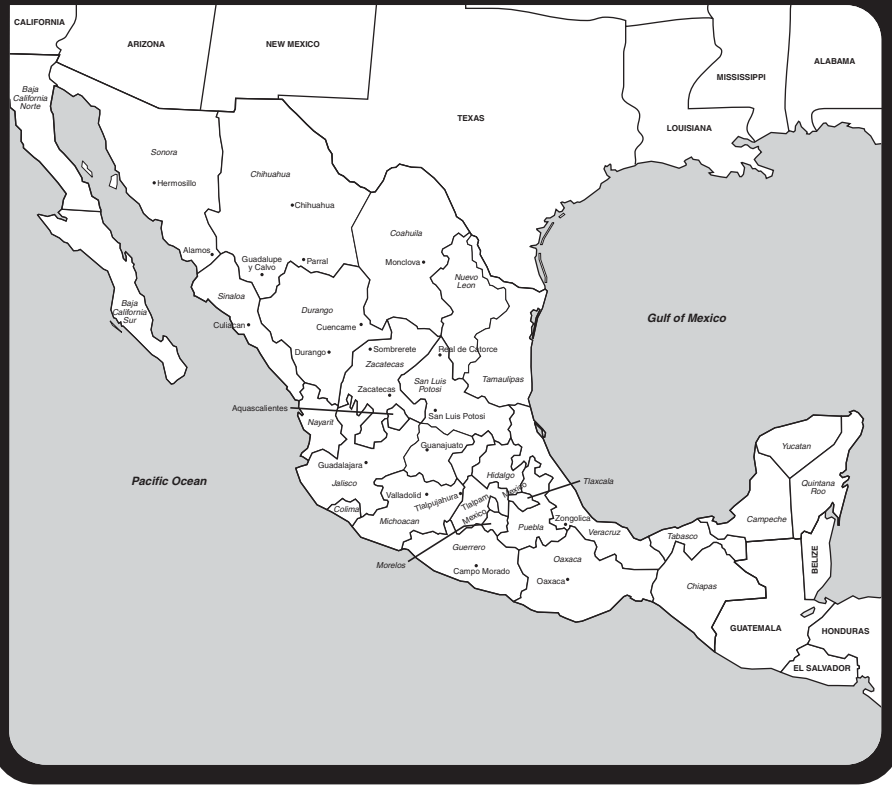 CALIFORNIA
ARIZONA
NEW MEXICO
TEXAS
LOUISIANA
MISSISSIPPI
ALABAMA
Baja
California
Norte
Sonora
Hermosillo
Chihuahua
Chihuahua
Coahuila
Monclova
Nuevo
Leon
Alamos
Guadalupe
y Calvo
Parral
Sinaloa
Culiacan
Baja
California
Sur
Durango
Cuencame
Durango
Sombrerete
Zacatecas
Real de Catorce
San Luis
Potosi
Tamaulipas
Zacatecas
Aquascalientes
San Luis Potosi
Nayarit
Guanajuato
Guadalajara
Jalisco
Hidalgo
Tlaxcala
Valladolid
Tlalpujahura
Tlalpam
Mexico
Mexico
Colima
Michoacan
Puebla
Zongolica
Veracruz
Morelos
Guerrero
Campo Morado
Oaxaca
Oaxaca
Tabasco
Chiapas
Campeche
Yucatan
Quintana
Roo
BELIZE
GUATEMALA
HONDURAS
EL SALVADOR
Gulf of Mexico
Pacific Ocean